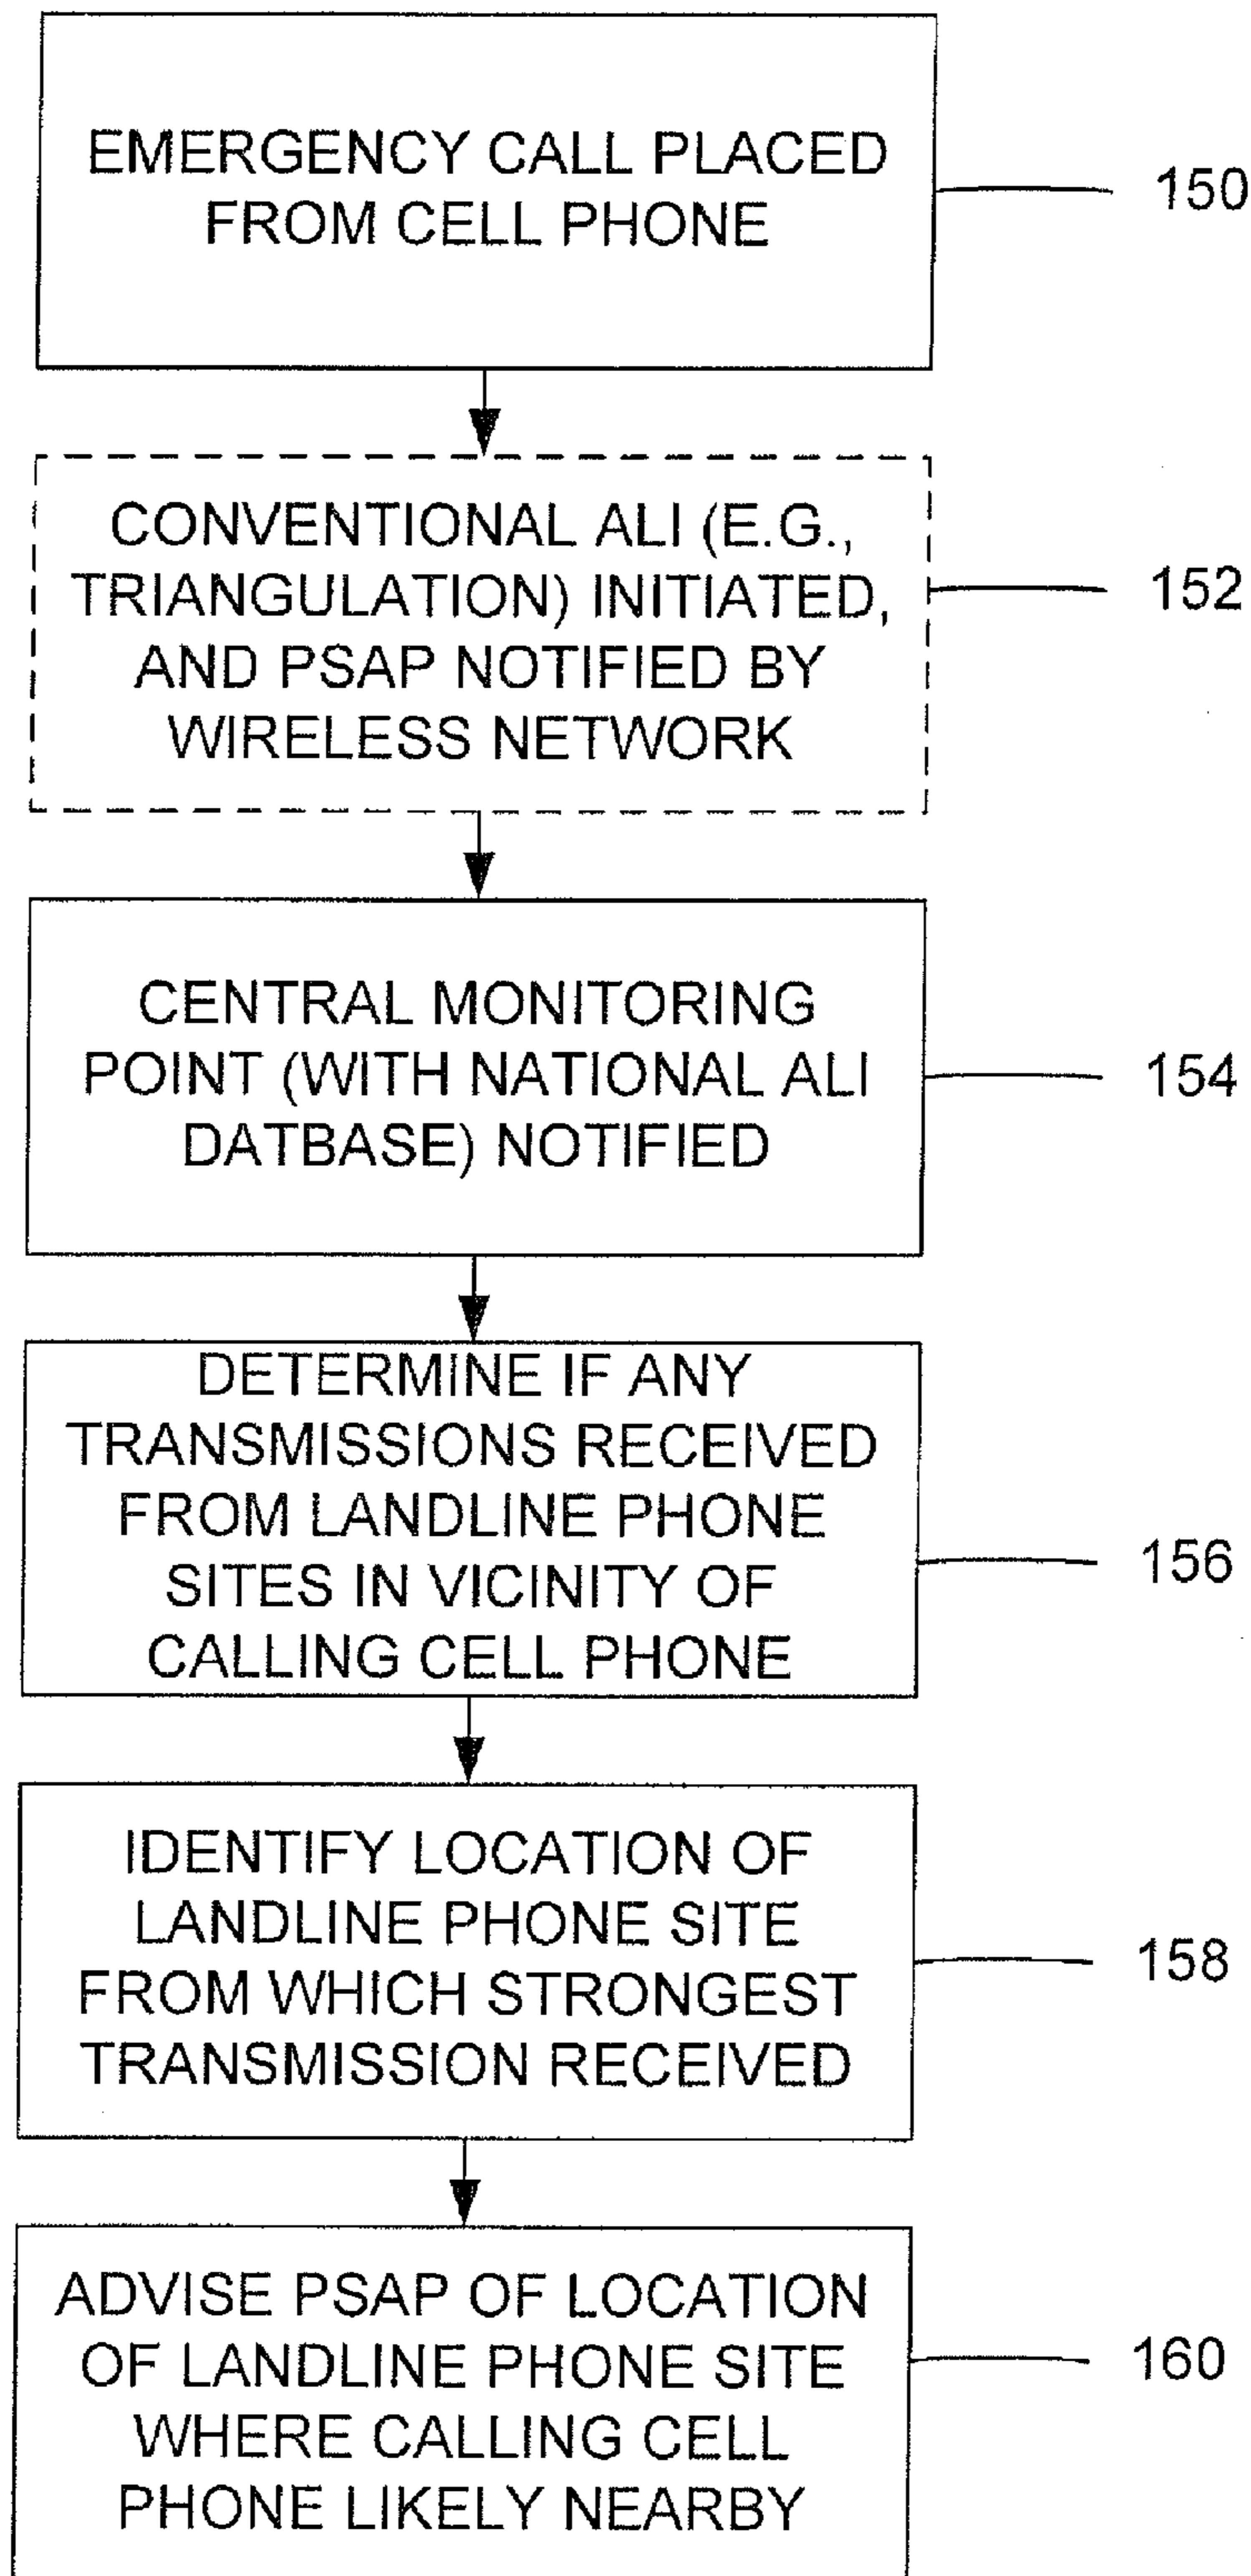 EMERGENCY CALL PLACED
FROM CELL PHONE
150
CONVENTIONAL ALI (E.G.,
TRIANGULATION) INITIATED,
AND PSAP NOTIFIED BY
WIRELESS NETWORK
152
CENTRAL MONITORING
POINT (WITH NATIONAL ALI
DATBASE) NOTIFIED
154
DETERMINE IF ANY
TRANSMISSIONS RECEIVED
FROM LANDLINE PHONE
SITES IN VICINITY OF
CALLING CELL PHONE
156
IDENTIFY LOCATION OF
LANDLINE PHONE SITE
FROM WHICH STRONGEST
TRANSMISSION RECEIVED
158
ADVISE PSAP OF LOCATION
OF LANDLINE PHONE SITE
WHERE CALLING CELL
PHONE LIKELY NEARBY
160